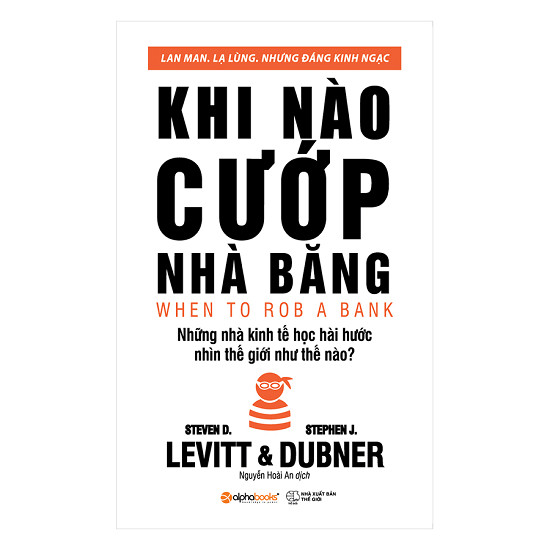 LAN MAN. LẠ LÙNG. NHƯNG ĐÁNG KINH NGẠC
KHI NÀO
CƯỚP
NHÀ BĂNG
WHEN TO ROB A BANK
Những nhà kinh tế học hài hước
nhìn thế giới như thế nào?
STEVEN D. STEPHEN J.
LEVITT & DUBNER
Nguyễn Hoài An dịch
alphabooks®
NHÀ XUẤT BẢN
THẾ GIỚI